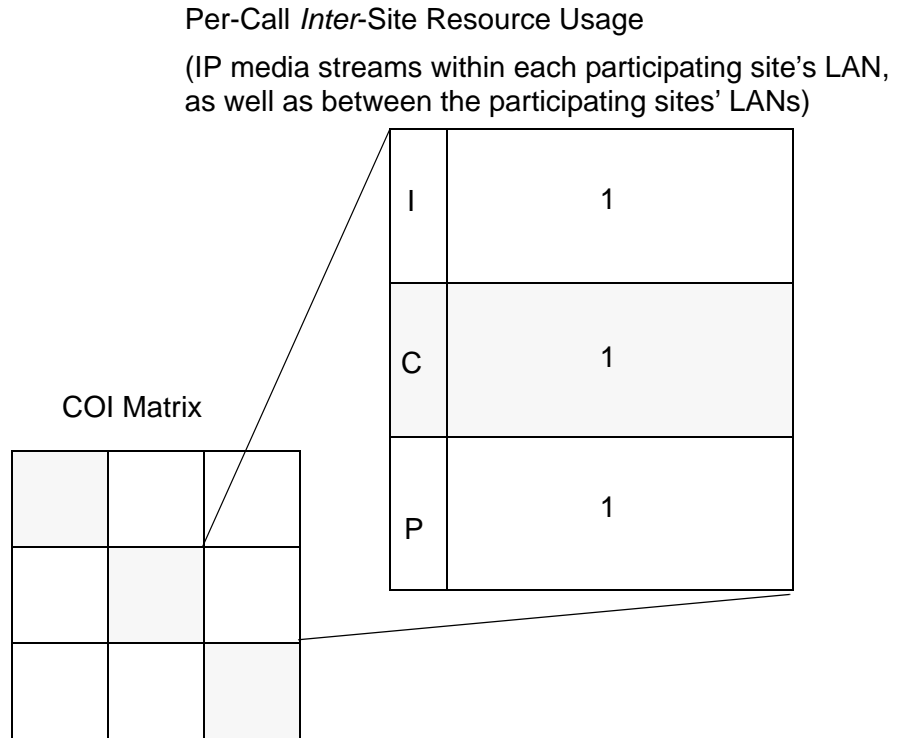 Per-Call Inter-Site Resource Usage
(IP media streams within each participating site's LAN,
as well as between the participating sites' LANs)
I 1
C 1
COI Matrix
P 1